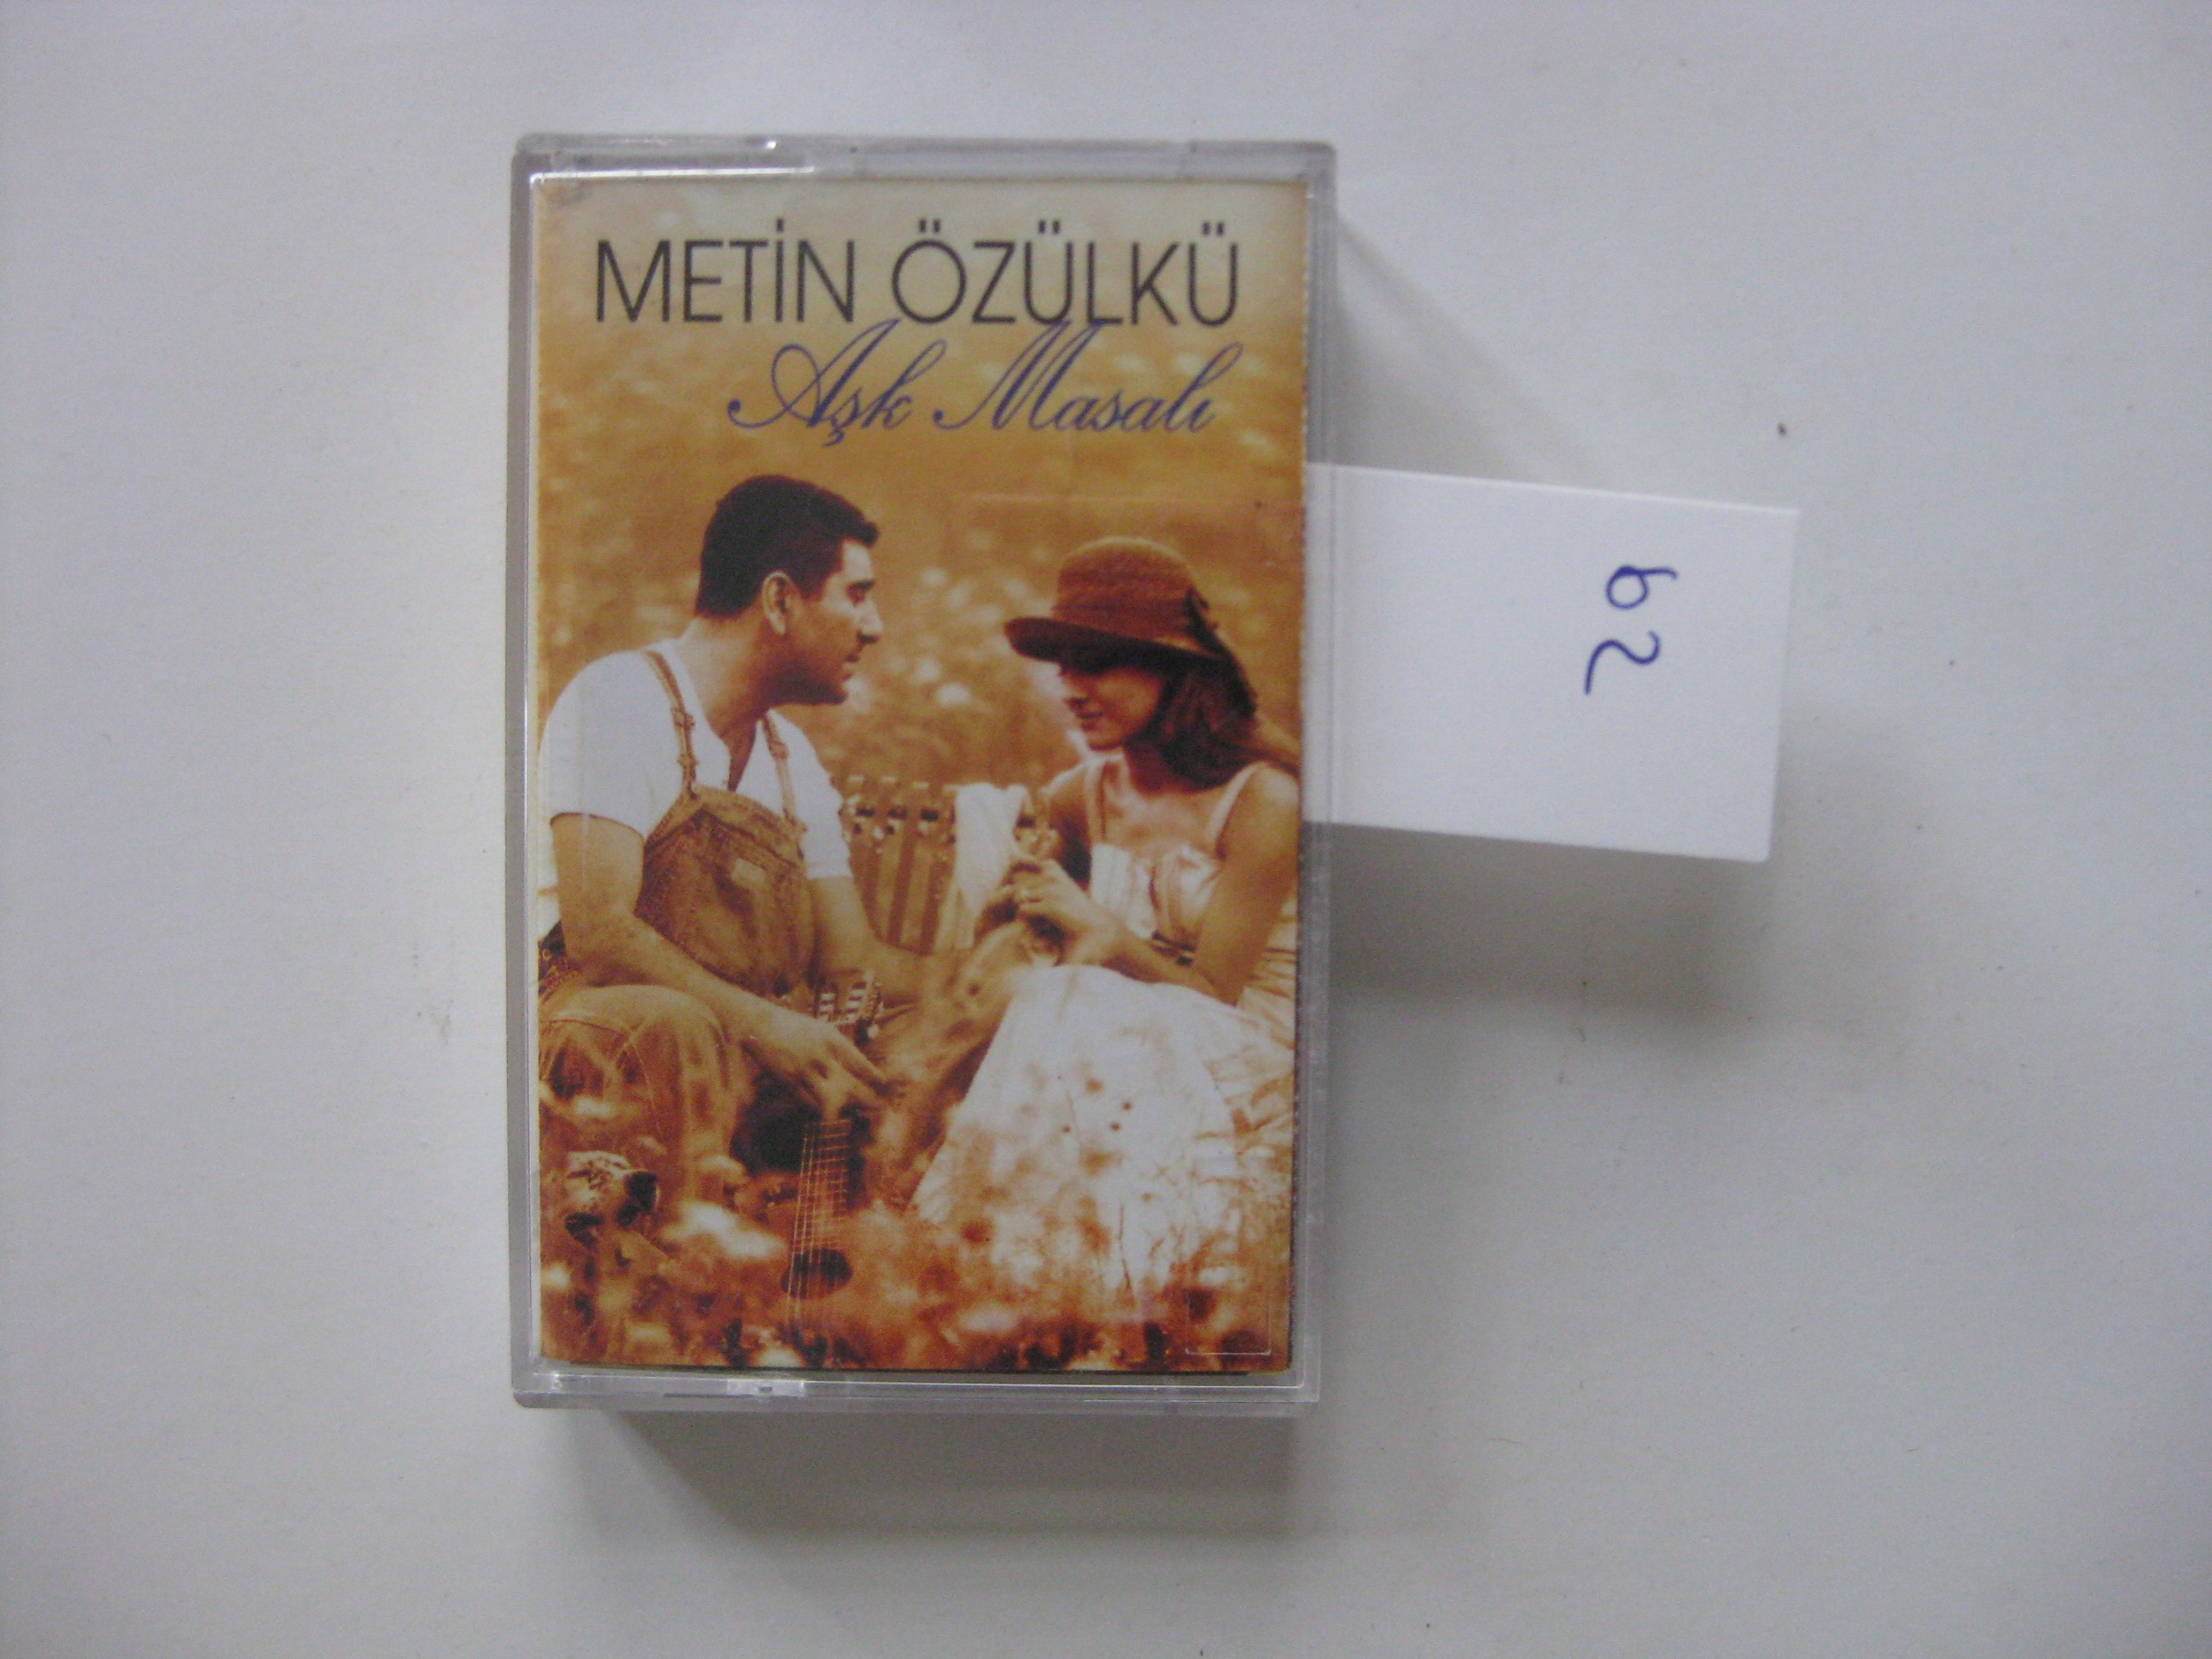 METİN ÖZÜLKÜ
Aşk Masalı
62